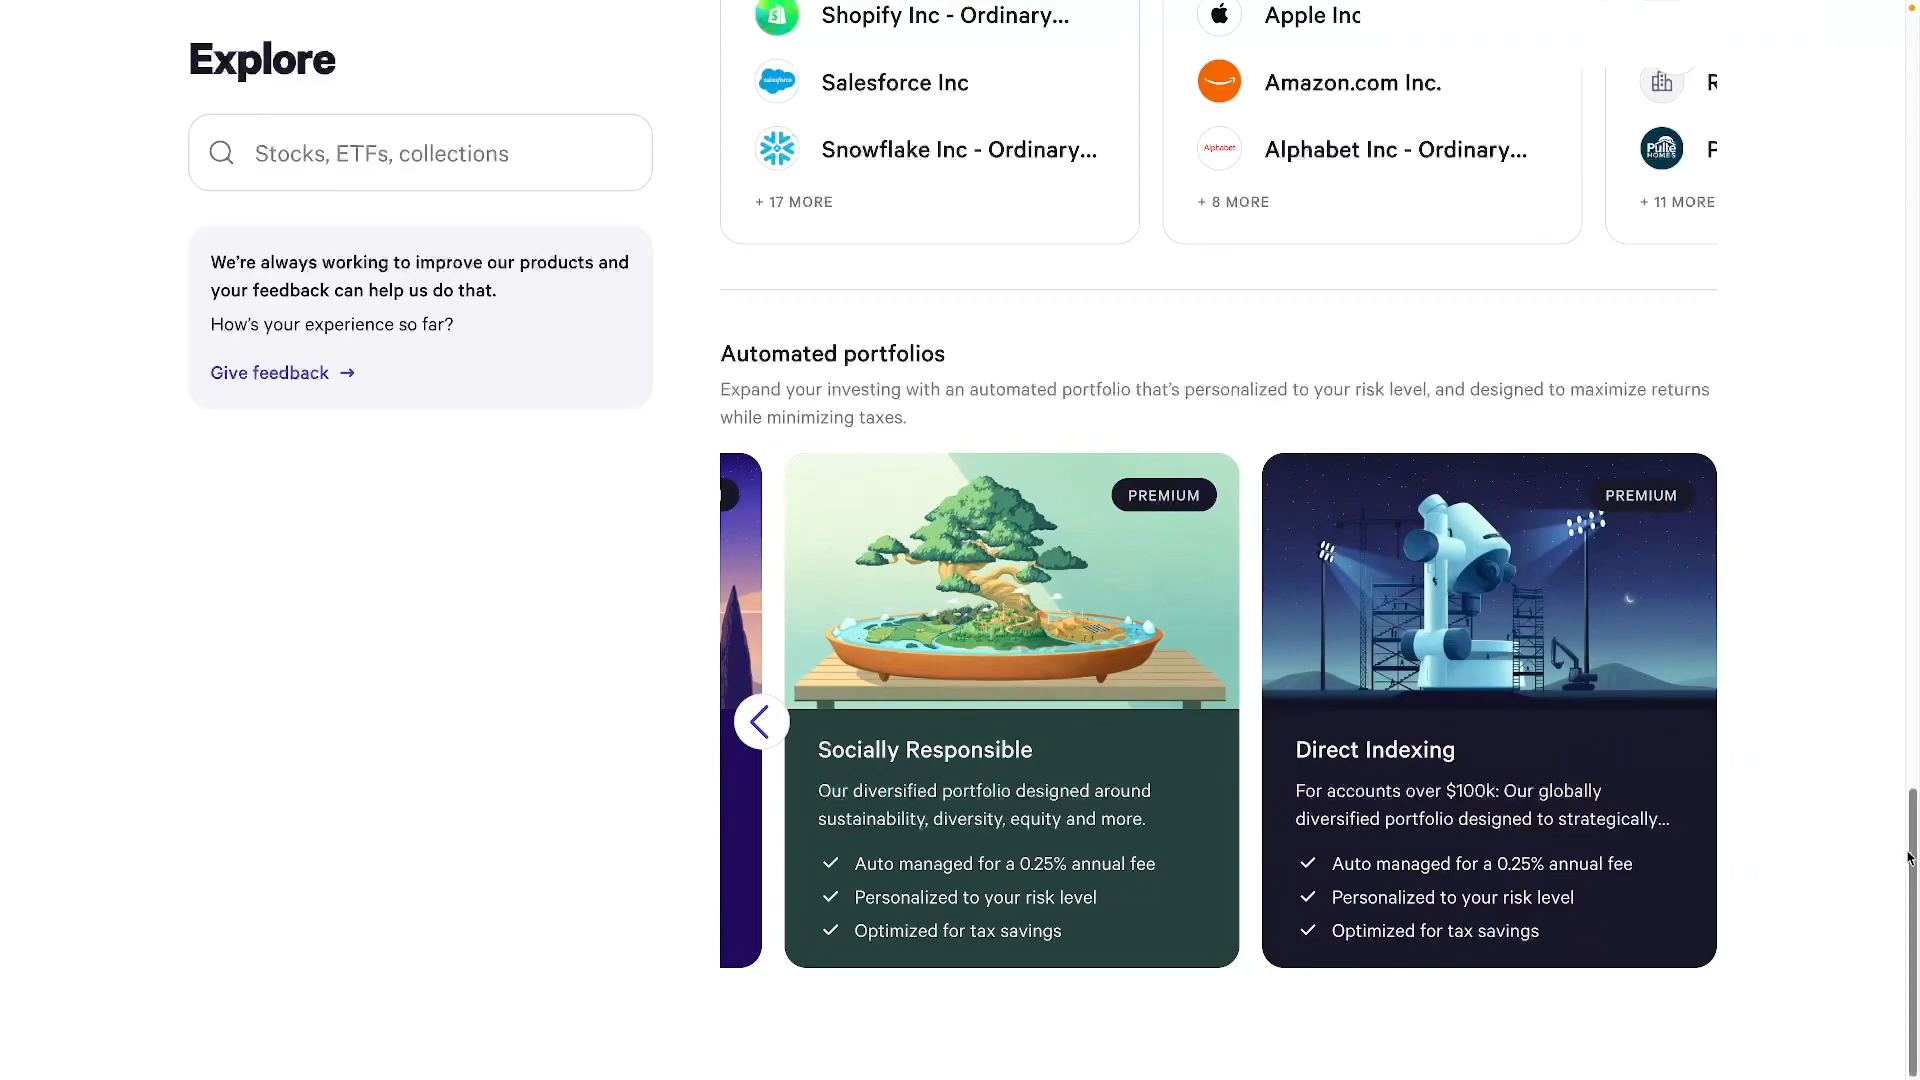 Explore
Stocks, ETFs, collections
We're always working to improve our products and
your feedback can help us do that.
How's your experience so far?
Give feedback →
Shopify Inc - Ordinary...
salesforce
Salesforce Inc
Snowflake Inc - Ordinary...
+ 17 MORE
Apple Inc
Amazon.com Inc.
Alphabet
Alphabet Inc - Ordinary...
+ 8 MORE
Pulte
HOMES
+ 11 MORE
Automated portfolios
Expand your investing with an automated portfolio that's personalized to your risk level, and designed to maximize returns
while minimizing taxes.
PREMIUM
Socially Responsible
Our diversified portfolio designed around
sustainability, diversity, equity and more.
Auto managed for a 0.25% annual fee
Personalized to your risk level
Optimized for tax savings
PREMIUM
Direct Indexing
For accounts over $100k: Our globally
diversified portfolio designed to strategically...
Auto managed for a 0.25% annual fee
Personalized to your risk level
Optimized for tax savings